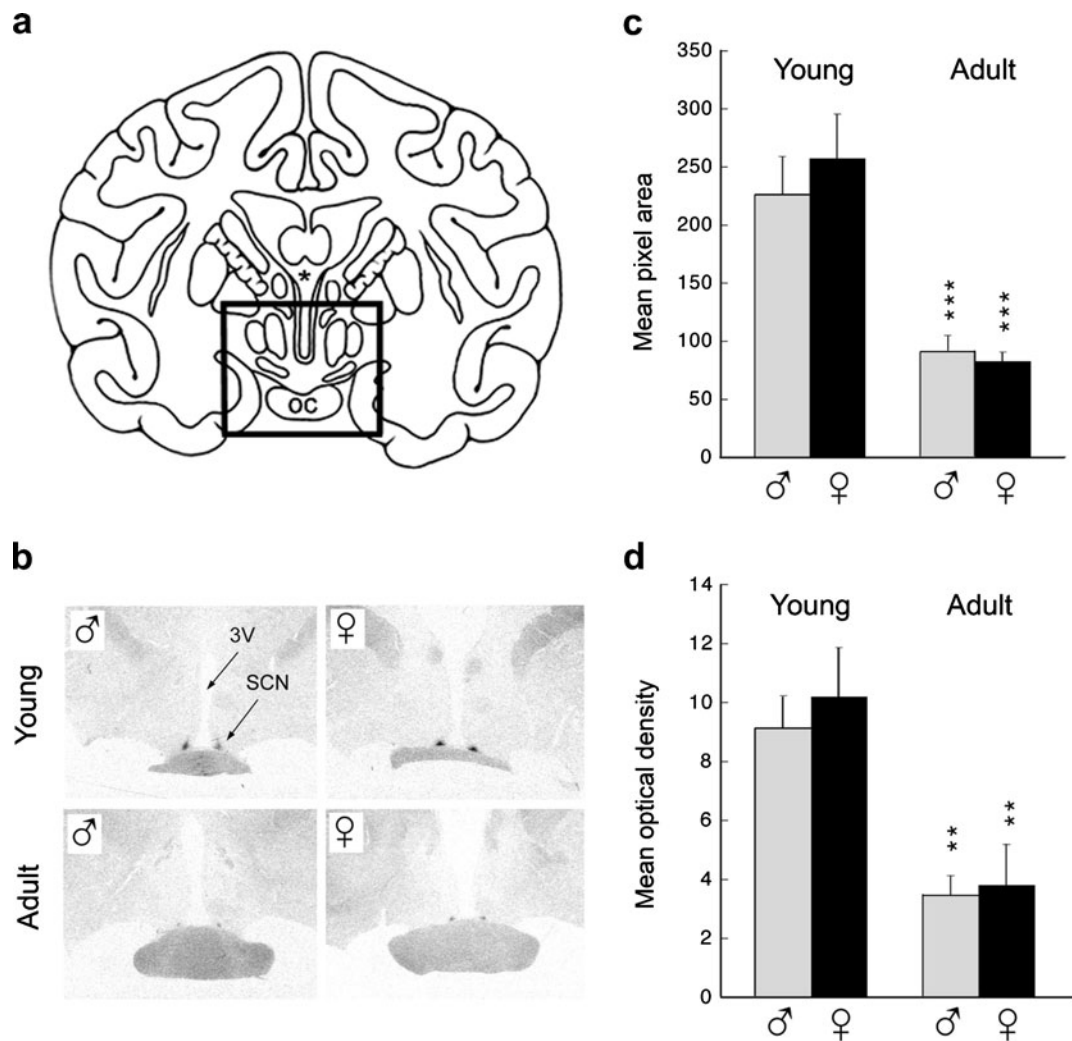 a
*
OC
b
Young
♂
3V
SCN
♀
Adult
♂
♀
c
Mean pixel area
350
300
250
200
150
100
50
0
Young
Adult
***
***
♂ ♀ ♂ ♀
d
Mean optical density
14
12
10
8
6
4
2
0
Young
Adult
**
**
♂ ♀ ♂ ♀